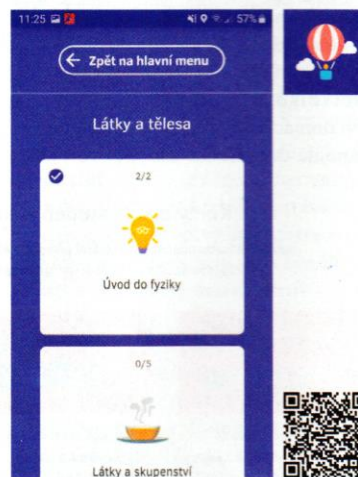 11:25 57%
← Zpět na hlavní menu
Látky a tělesa
2/2
Úvod do fyziky
0/5
Látky a skupenství